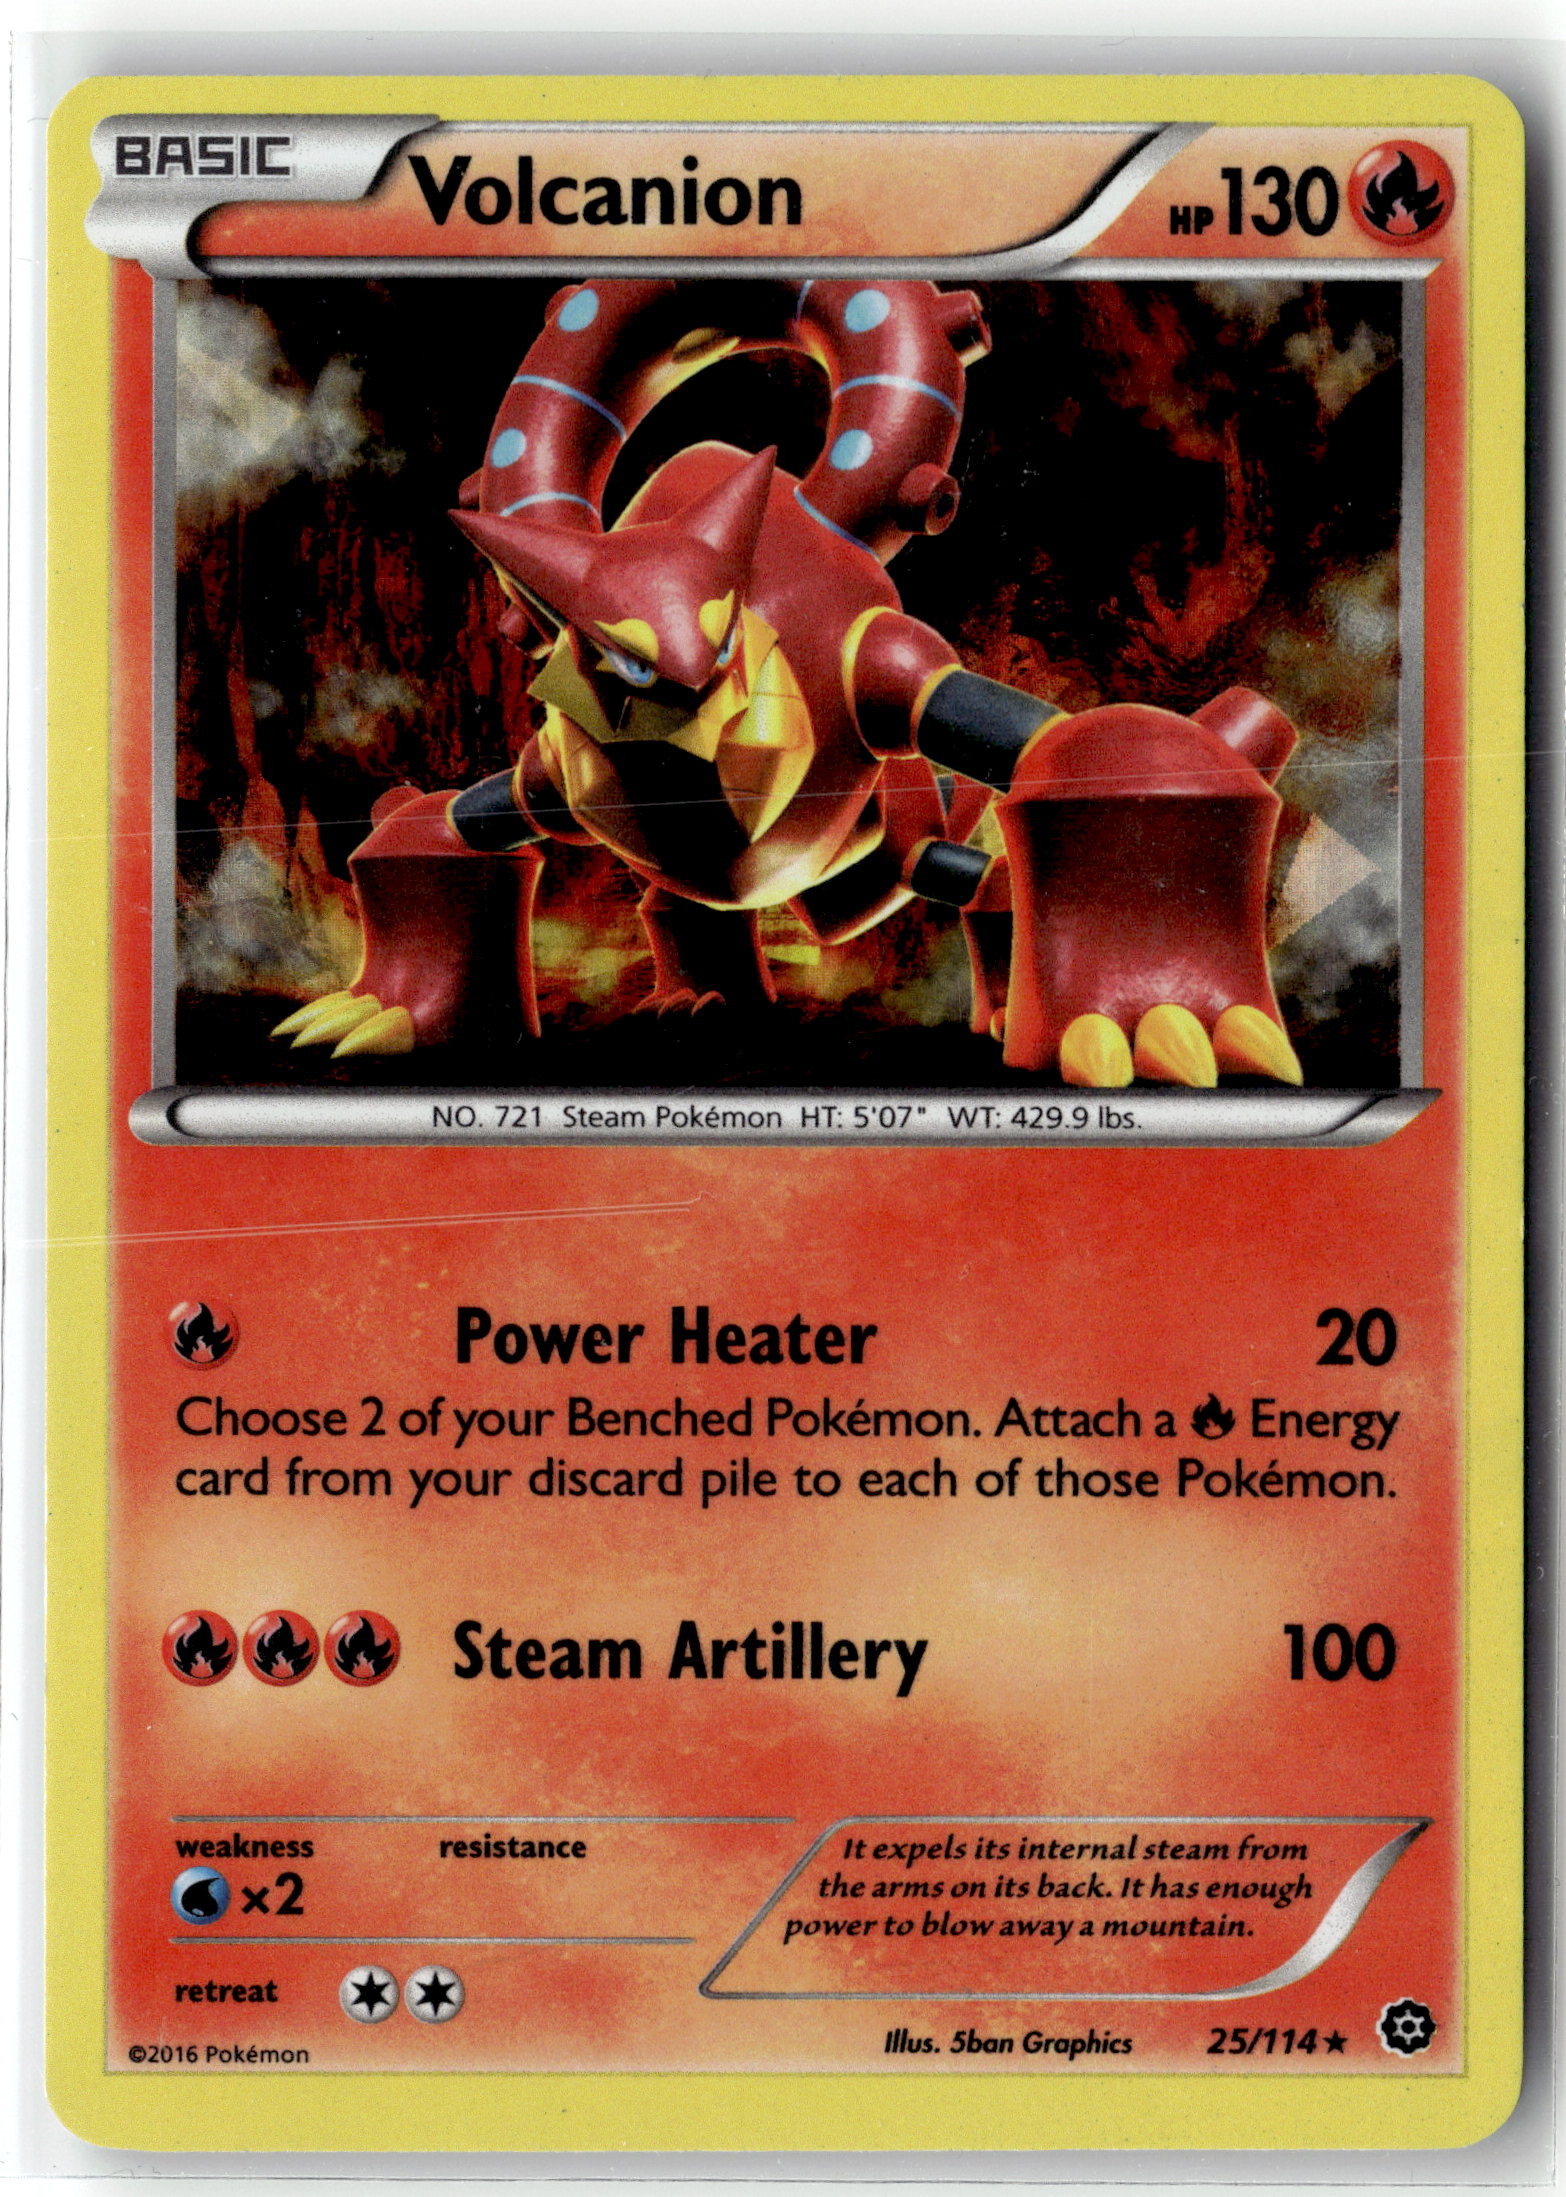 BASIC
Volcanion
HP130
NO. 721 Steam Pokémon HT: 5'07" WT: 429.9 lbs.
Power Heater 20
Choose 2 of your Benched Pokémon. Attach a Energy
card from your discard pile to each of those Pokémon.
Steam Artillery 100
weakness resistance
×2
It expels its internal steam from
the arms on its back. It has enough
power to blow away a mountain.
retreat
©2016 Pokémon
Illus. 5ban Graphics 25/114★